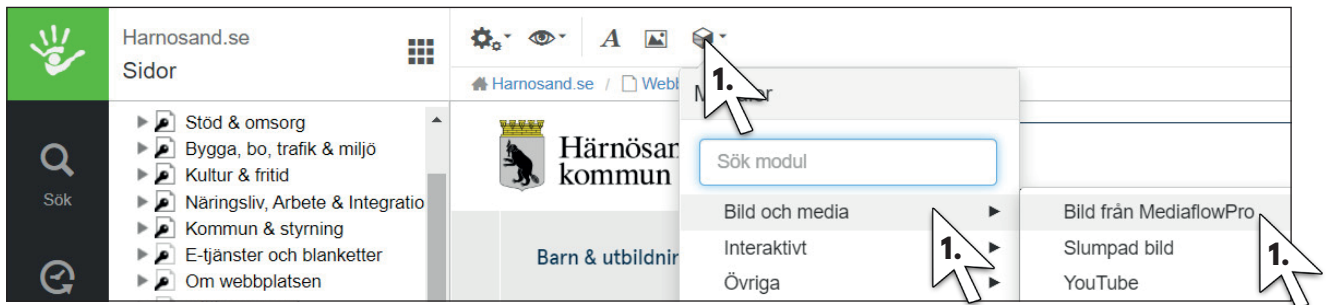 Harnosand.se
Sidor
A
Harnosand.se / Webb
1.
Sök modul
Bild och media
Interaktivt
Övriga
1.
Bild från MediaflowPro
Slumpad bild
YouTube
1.
Sök
Stöd & omsorg
Bygga, bo, trafik & miljö
Kultur & fritid
Näringsliv, Arbete & Integratio
Kommun & styrning
E-tjänster och blanketter
Om webbplatsen
Härnösan
kommun
Barn & utbildnin